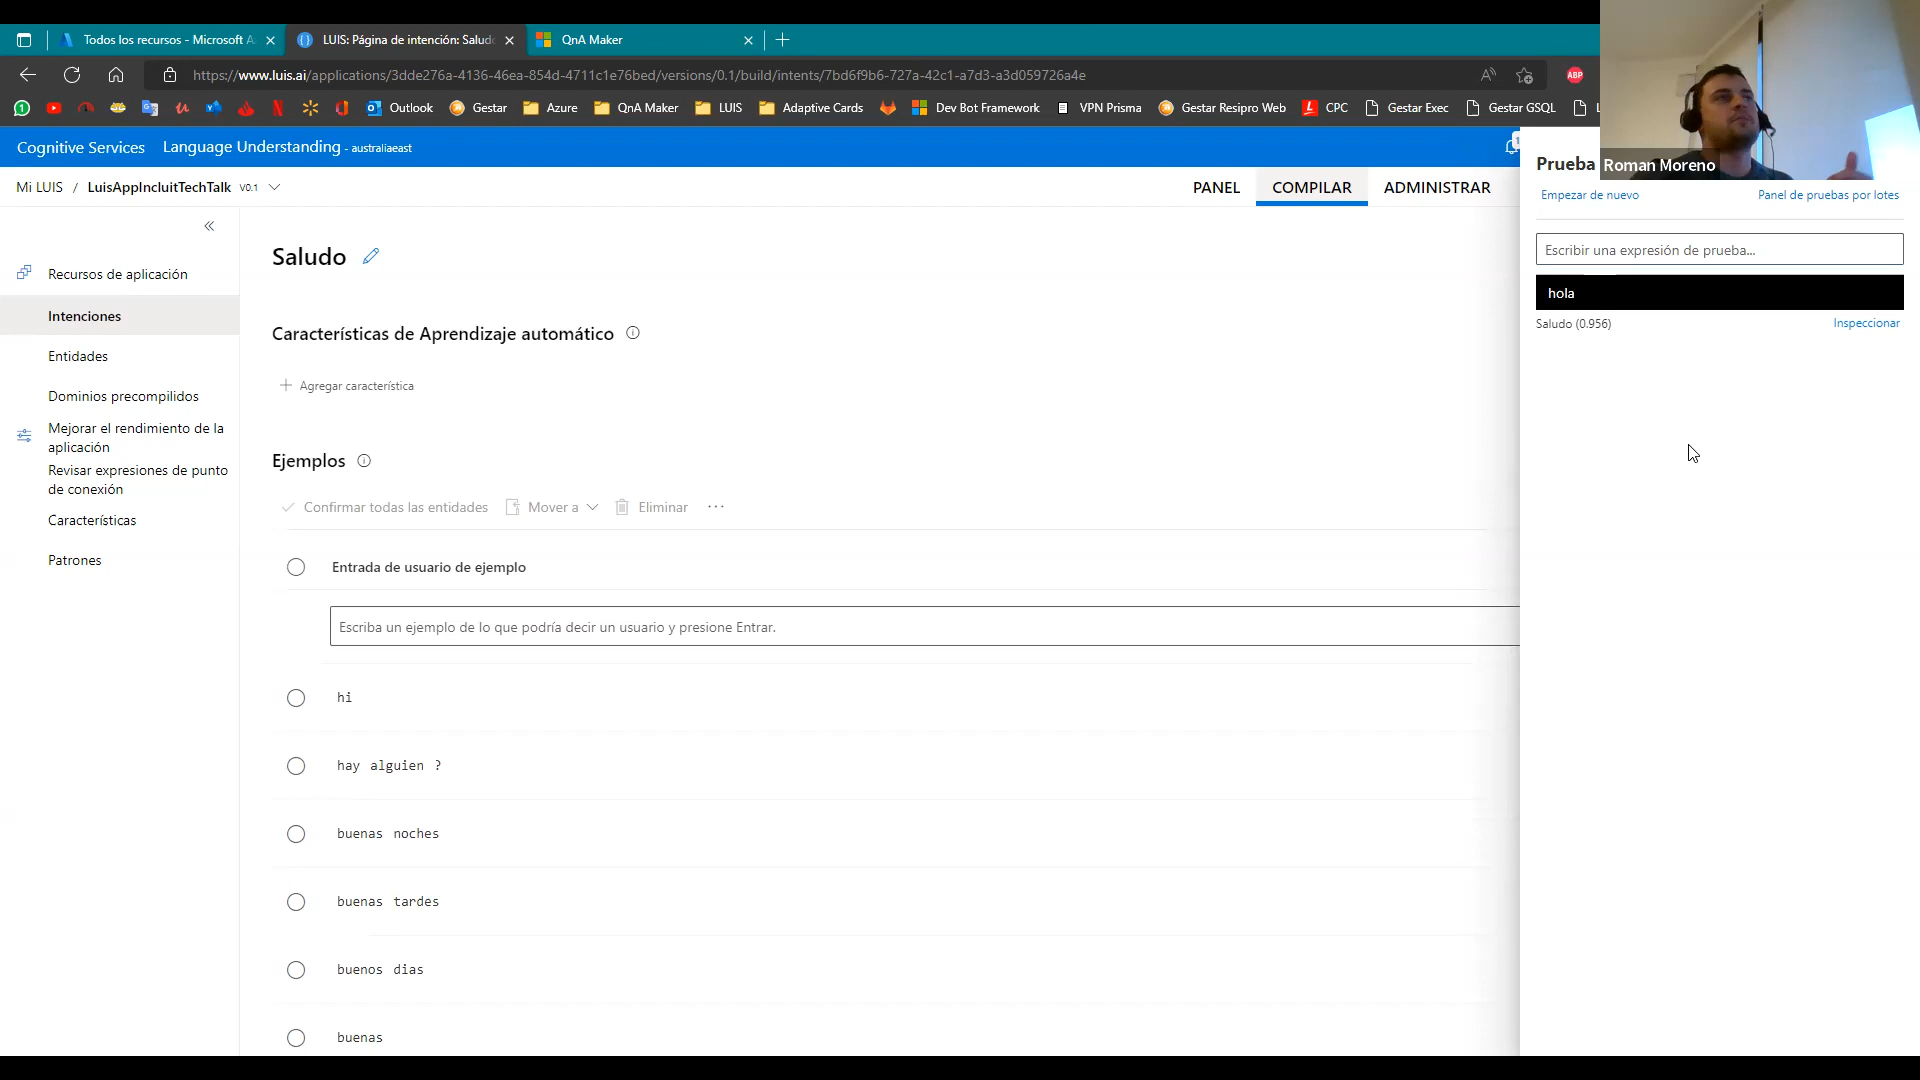 Todos los recursos - Microsoft A
LUIS: Página de intención: Salud
QnA Maker
https://www.luis.ai/applications/3dde276a-4136-46ea-854d-4711c1e76bed/versions/0.1/build/intents/7bd6f9b6-727a-42c1-a7d3-a3d059726a4e
ABP
Outlook
Gestar
Azure
QnA Maker
LUIS
Adaptive Cards
Dev Bot Framework
VPN Prisma
Gestar Resipro Web
CPC
Gestar Exec
Gestar GSQL
Cognitive Services
Language Understanding - australiaeast
Mi LUIS / LuisAppIncluitTechTalk V0.1
PANEL
COMPILAR
ADMINISTRAR
Prueba
Roman Moreno
Empezar de nuevo
Panel de pruebas por lotes
Escribir una expresión de prueba...
hola
Saludo (0.956)
Inspeccionar
Recursos de aplicación
Intenciones
Entidades
Dominios precompilidos
Mejorar el rendimiento de la
aplicación
Revisar expresiones de punto
de conexión
Características
Patrones
Saludo
Características de Aprendizaje automático
Agregar característica
Ejemplos
Confirmar todas las entidades
Mover a
Eliminar
Entrada de usuario de ejemplo
Escriba un ejemplo de lo que podría decir un usuario y presione Entrar.
hi
hay alguien ?
buenas noches
buenas tardes
buenos dias
buenas